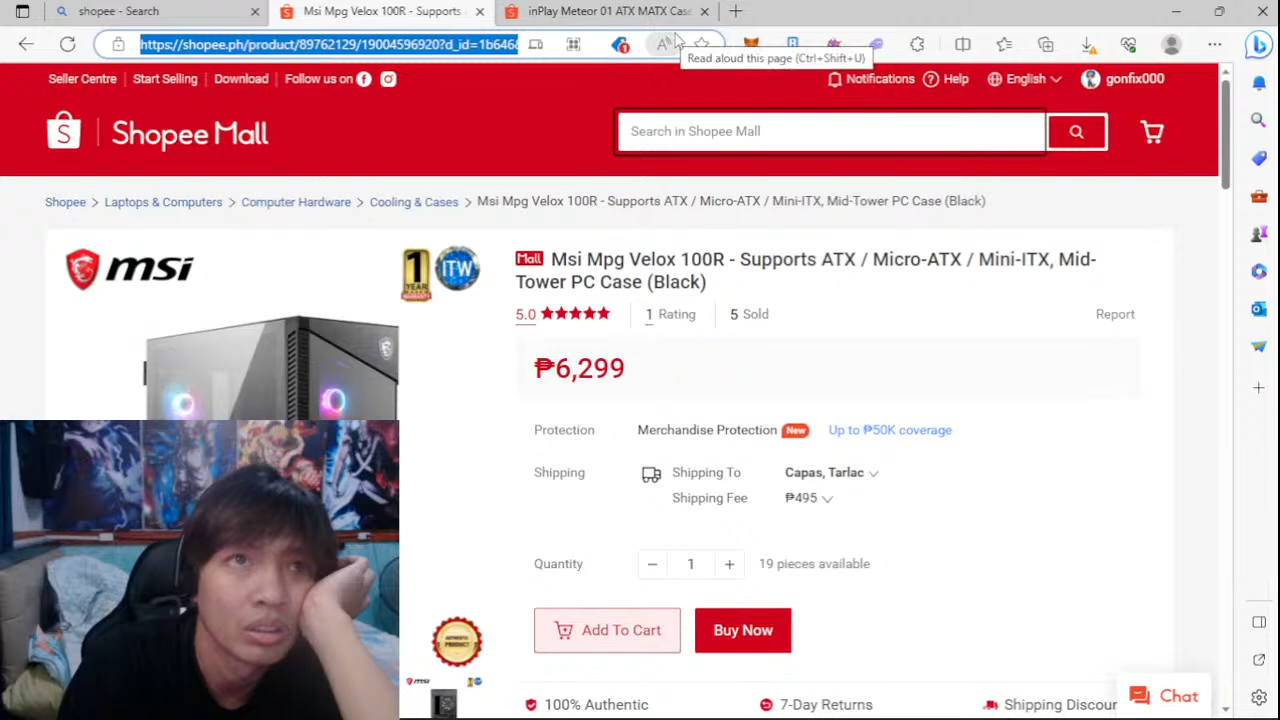 shopee - Search
Msi Mpg Velox 100R - Supports
inPlay Meteor 01 ATX MATX Case
https://shopee.ph/product/89762129/19004596920?d_id=1b646
Read aloud this page (Ctrl+Shift+U)
Seller Centre
Start Selling
Download
Follow us on
Notifications
Help
English
gonfix000
Shopee Mall
Search in Shopee Mall
Shopee > Laptops & Computers > Computer Hardware > Cooling & Cases > Msi Mpg Velox 100R - Supports ATX / Micro-ATX / Mini-ITX, Mid-Tower PC Case (Black)
msi
1 YEAR WARRANTY
ITW
Mall Msi Mpg Velox 100R - Supports ATX / Micro-ATX / Mini-ITX, Mid-
Tower PC Case (Black)
5.0
1 Rating
5 Sold
Report
₱6,299
Protection
Merchandise Protection New
Up to ₱50K coverage
Shipping
Shipping To
Capas, Tarlac
Shipping Fee
₱495
Quantity
1
19 pieces available
Add To Cart
Buy Now
100% Authentic
7-Day Returns
Shipping Discou
Chat